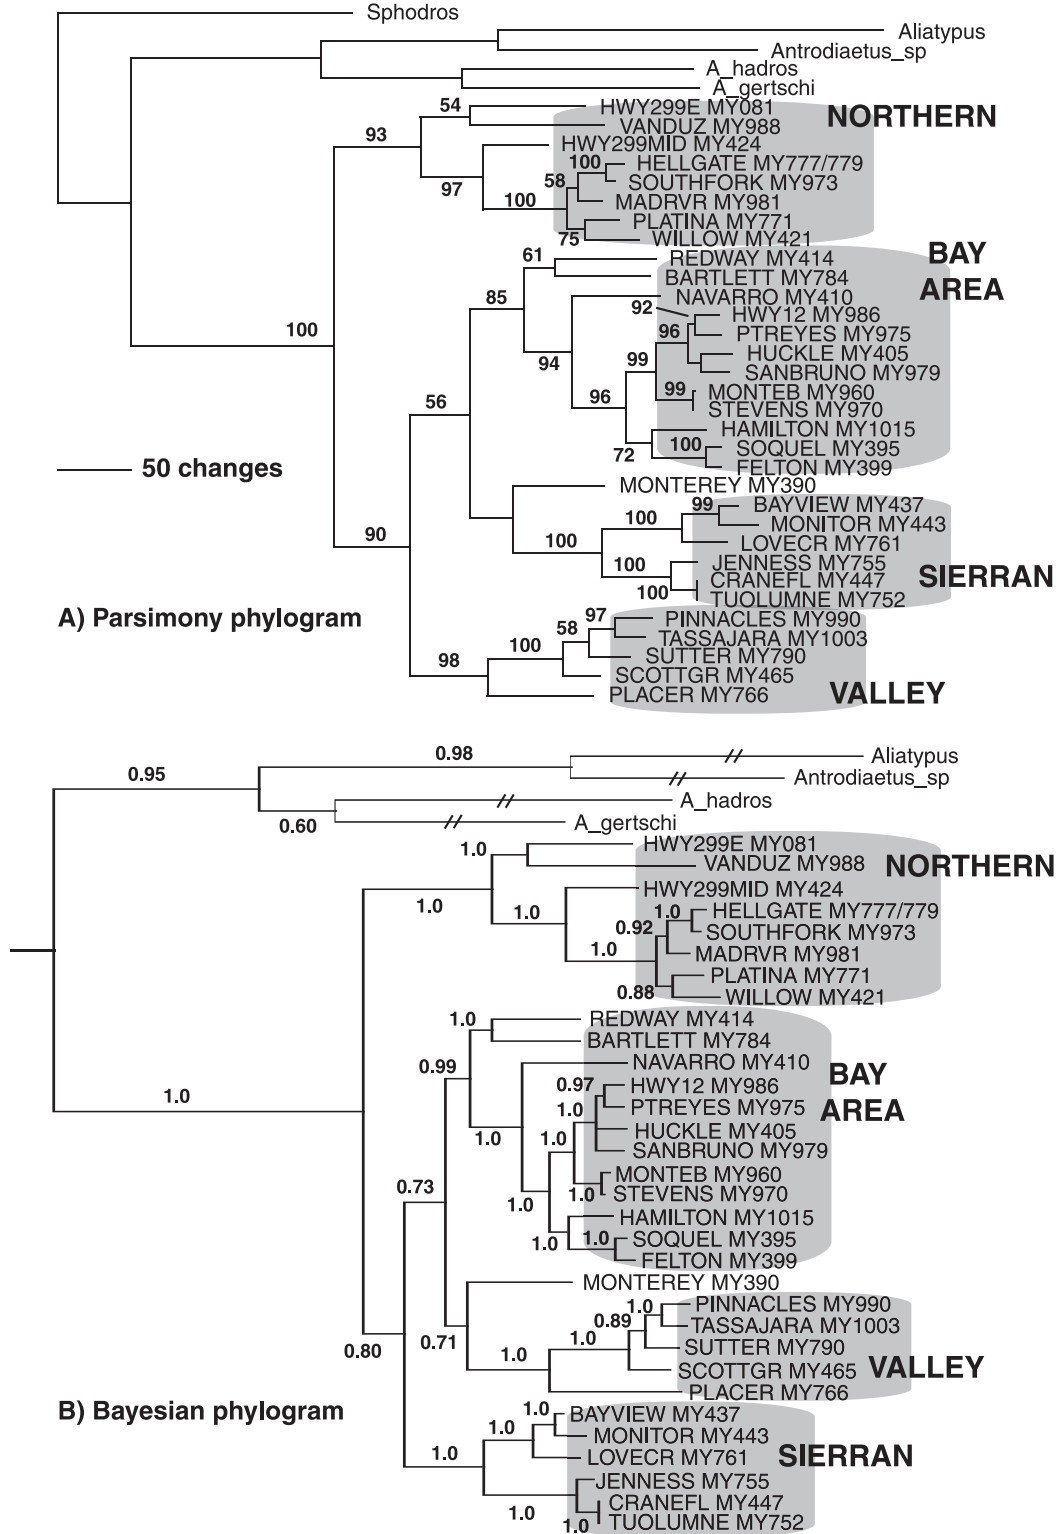 Sphodros
Aliatypus
Antrodiaetus_sp
A_hadros
A_gertschi
54
HWY299E MY081
NORTHERN
VANDUZ MY988
93
HWY299MID MY424
100
HELLGATE MY777/779
58
SOUTHFORK MY973
97
100
MADRVR MY981
PLATINA MY771
75
WILLOW MY421
61
REDWAY MY414
BAY
AREA
BARTLETT MY784
85
NAVARRO MY410
92
HWY12 MY986
100
96
PTREYES MY975
94
99
HUCKLE MY405
SANBRUNO MY979
56
96
99
MONTEB MY960
STEVENS MY970
HAMILTON MY1015
72
100
SOQUEL MY395
50 changes
FELTON MY399
MONTEREY MY390
99
BAYVIEW MY437
100
MONITOR MY443
90
100
LOVECR MY761
100
JENNESS MY755
SIERRAN
100
CRANEFL MY447
TUOLUMNE MY752
A) Parsimony phylogram
97
PINNACLES MY990
58
TASSAJARA MY1003
98
100
SUTTER MY790
SCOTTGR MY465
PLACER MY766
VALLEY
0.95
0.98
Aliatypus
Antrodiaetus_sp
A_hadros
0.60
A_gertschi
1.0
HWY299E MY081
VANDUZ MY988
NORTHERN
1.0
HWY299MID MY424
1.0
1.0
HELLGATE MY777/779
0.92
SOUTHFORK MY973
1.0
MADRVR MY981
PLATINA MY771
0.88
WILLOW MY421
1.0
REDWAY MY414
BARTLETT MY784
0.99
NAVARRO MY410
BAY
AREA
0.97
HWY12 MY986
1.0
1.0
PTREYES MY975
1.0
1.0
HUCKLE MY405
SANBRUNO MY979
0.73
MONTEB MY960
1.0
1.0
STEVENS MY970
HAMILTON MY1015
1.0
1.0
SOQUEL MY395
FELTON MY399
MONTEREY MY390
1.0
PINNACLES MY990
0.89
TASSAJARA MY1003
0.80
0.71
1.0
1.0
SUTTER MY790
SCOTTGR MY465
VALLEY
PLACER MY766
B) Bayesian phylogram
1.0
BAYVIEW MY437
1.0
MONITOR MY443
1.0
LOVECR MY761
SIERRAN
JENNESS MY755
1.0
CRANEFL MY447
1.0
TUOLUMNE MY752